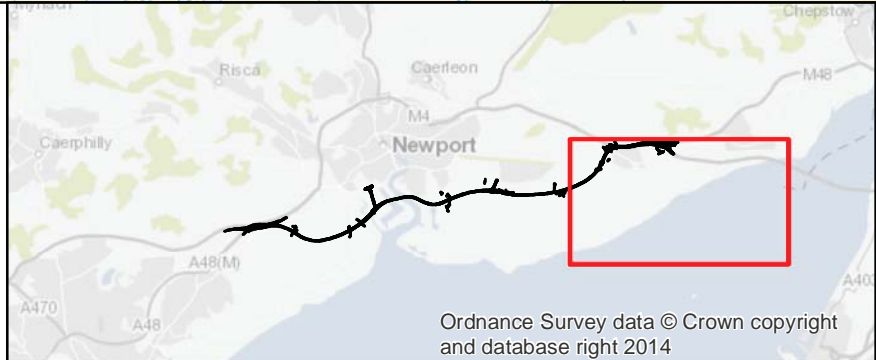 Chepstow
Risca
Caerleon
M48
M4
Caerphilly
Newport
A48(M)
A470
A48
Ordnance Survey data © Crown copyright
and database right 2014